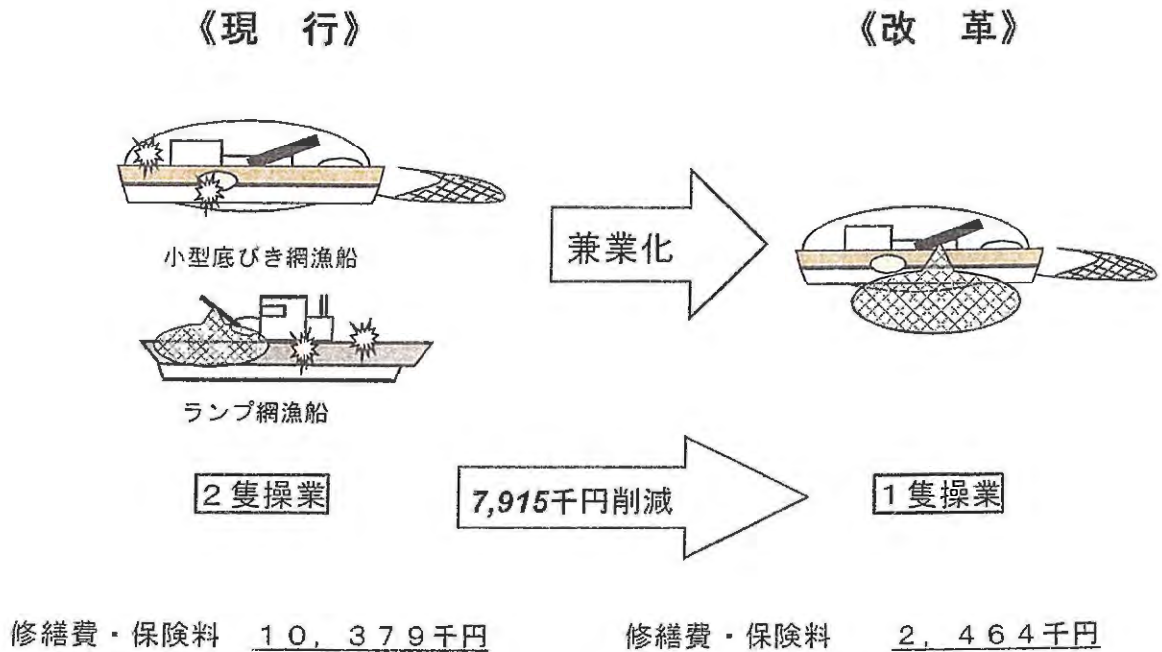 《現　行》
《改　革》
小型底びき網漁船
兼業化
ランプ網漁船
２隻操業
7,915千円削減
１隻操業
修繕費・保険料　１０，３７９千円
修繕費・保険料　２，４６４千円